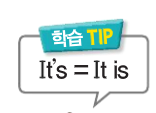 학습 TIP
It's = It is